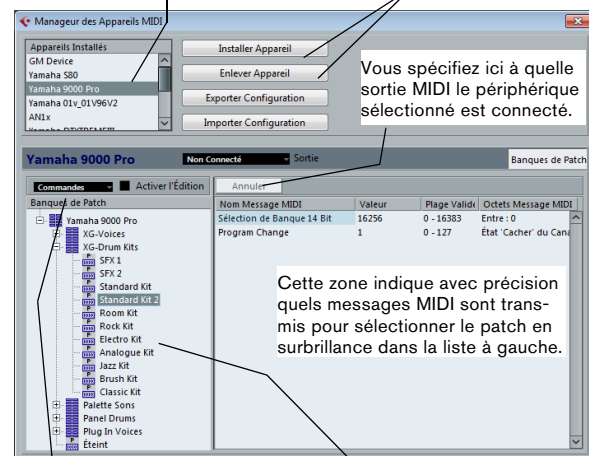 Manageur des Appareils MIDI
Appareils Installés
GM Device
Yamaha S80
Yamaha 9000 Pro
Yamaha 01v_01V96V2
AN1x
Yamaha DTXTREMEIII
Installer Appareil
Enlever Appareil
Exporter Configuration
Importer Configuration
Vous spécifiez ici à quelle
sortie MIDI le périphérique
sélectionné est connecté.
Yamaha 9000 Pro
Non Connecté
Sortie
Banques de Patch
Commandes
Activer l'Édition
Annuler
Banques de Patch
Nom Message MIDI
Valeur
Plage Valide
Octets Message MIDI
Sélection de Banque 14 Bit
16256
0 - 16383
Entre : 0
Program Change
1
0 - 127
État 'Cacher' du Cana
Yamaha 9000 Pro
XG-Voices
XG-Drum Kits
SFX 1
SFX 2
Standard Kit
Standard Kit 2
Room Kit
Rock Kit
Electro Kit
Analogue Kit
Jazz Kit
Brush Kit
Classic Kit
Palette Sons
Panel Drums
Plug In Voices
Éteint
Cette zone indique avec précision
quels messages MIDI sont trans-
mis pour sélectionner le patch en
surbrillance dans la liste à gauche.